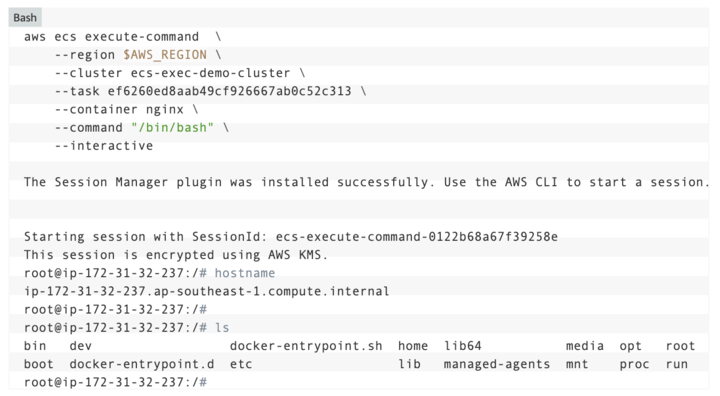 Bash
aws ecs execute-command  \
    --region $AWS_REGION \
    --cluster ecs-exec-demo-cluster \
    --task ef6260ed8aab49cf926667ab0c52c313 \
    --container nginx \
    --command "/bin/bash" \
    --interactive
The Session Manager plugin was installed successfully. Use the AWS CLI to start a session.
Starting session with SessionId: ecs-execute-command-0122b68a67f39258e
This session is encrypted using AWS KMS.
root@ip-172-31-32-237:/# hostname
ip-172-31-32-237.ap-southeast-1.compute.internal
root@ip-172-31-32-237:/#
root@ip-172-31-32-237:/# ls
bin   dev                  docker-entrypoint.sh  home  lib64           media  opt   root
boot  docker-entrypoint.d  etc                   lib   managed-agents  mnt    proc  run
root@ip-172-31-32-237:/#